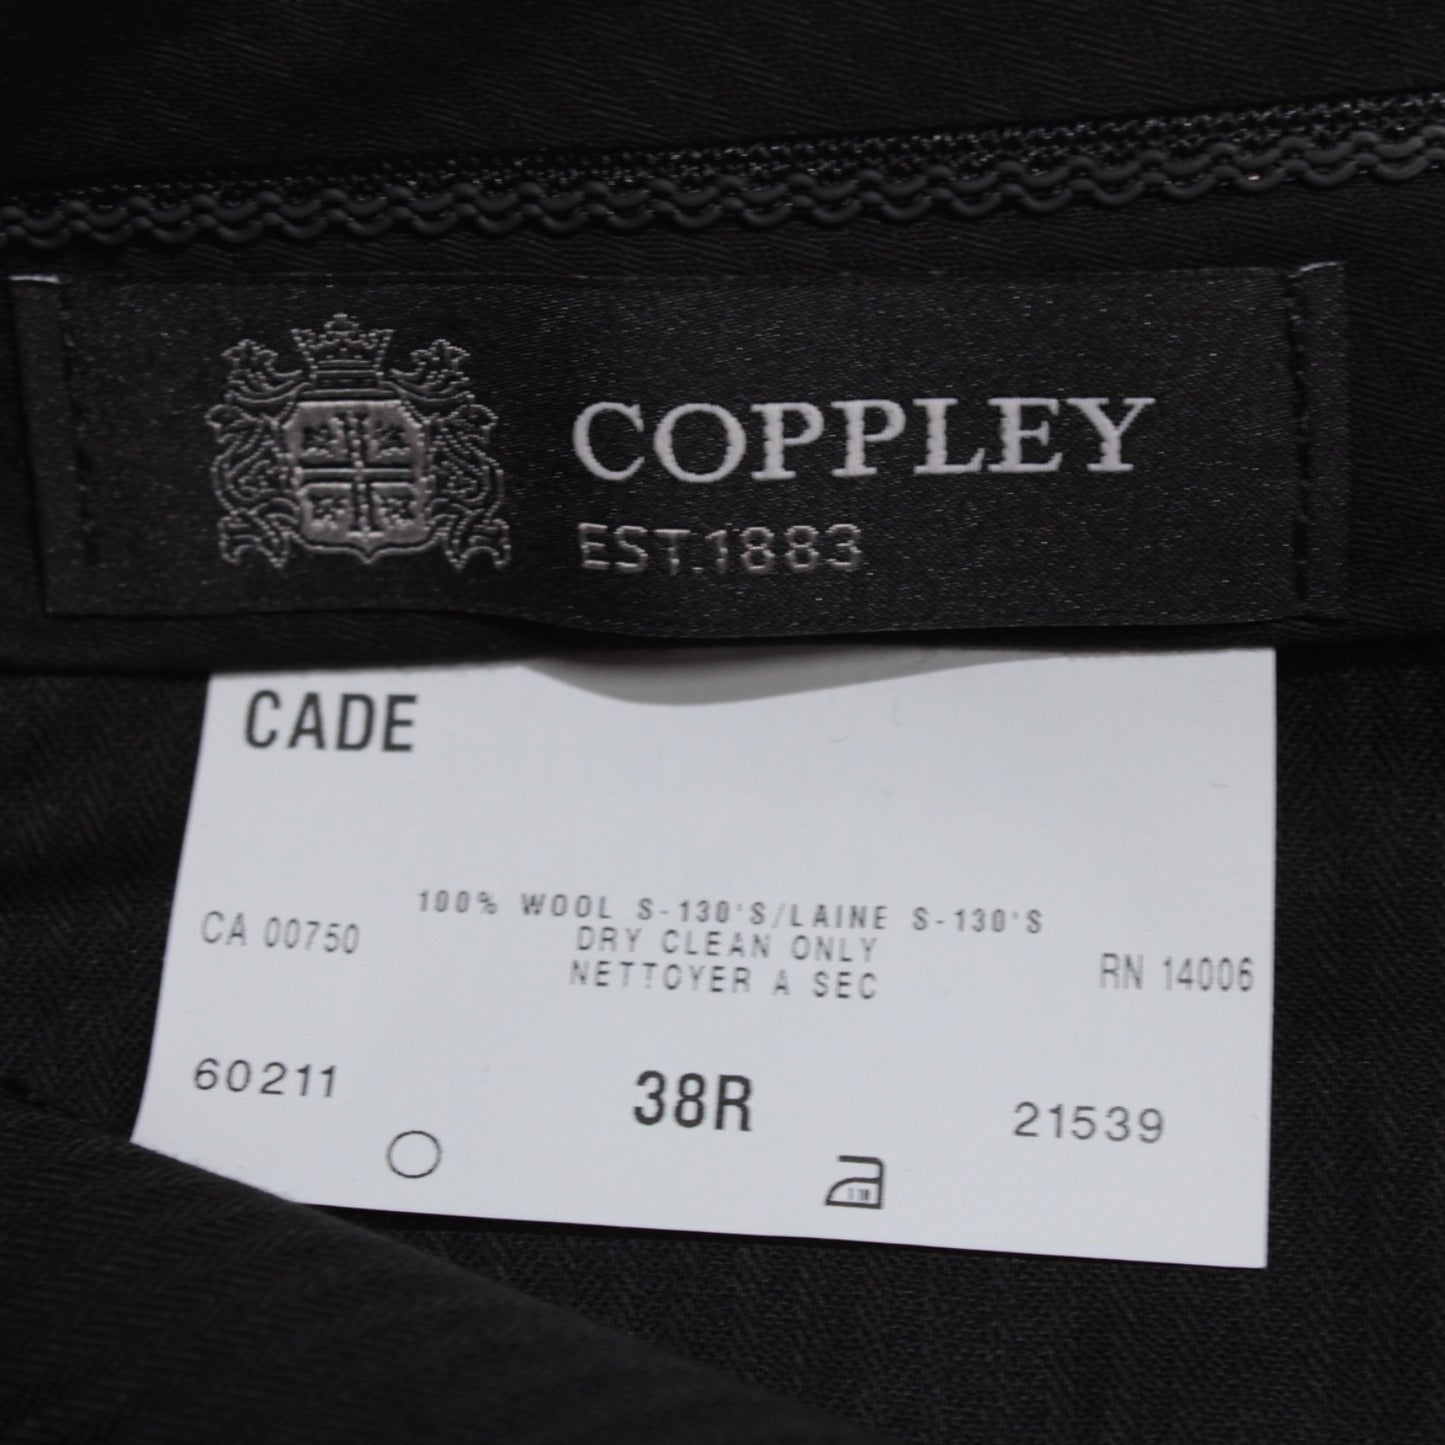 COPPLEY
EST.1883
CADE
100% WOOL S-130'S/LAINE S-130'S
DRY CLEAN ONLY
NETTOYER A SEC
CA 00750
RN 14006
60211
38R
21539